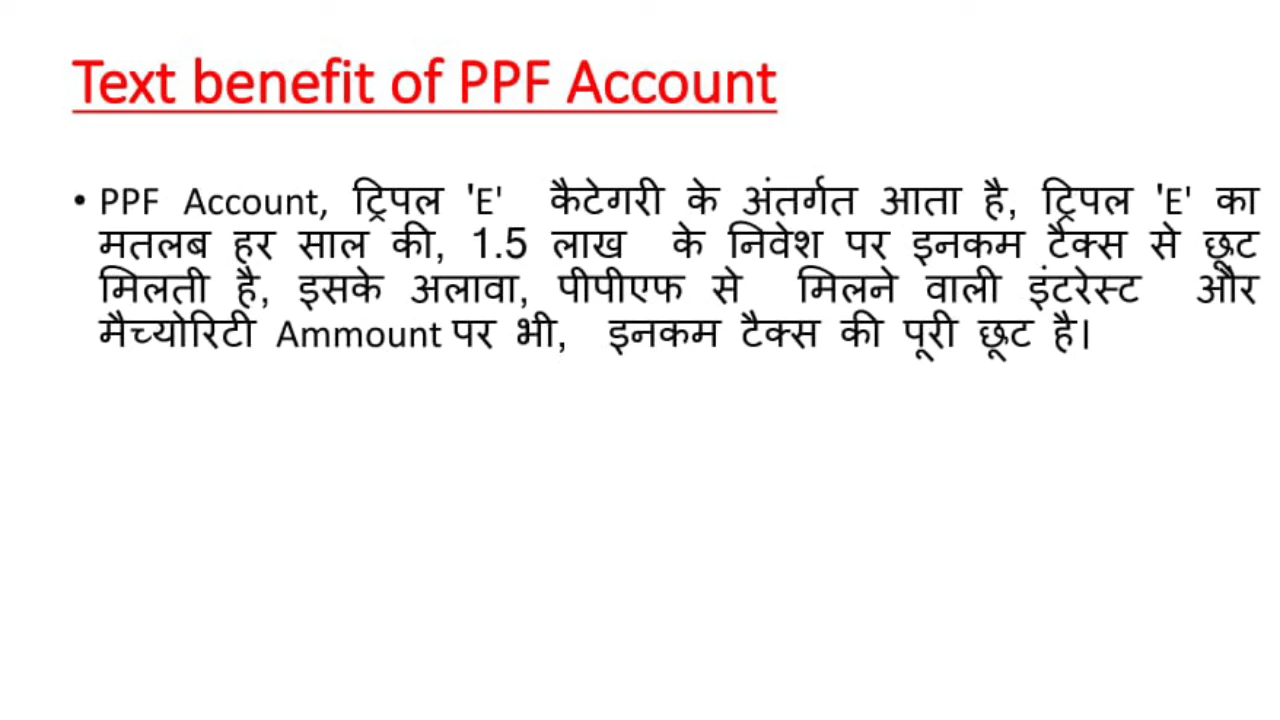 Text benefit of PPF Account
• PPF Account, ट्रिपल 'E' कैटेगरी के अंतर्गत आता है, ट्रिपल 'E' का
मतलब हर साल की, 1.5 लाख के निवेश पर इनकम टैक्स से छूट
मिलती है, इसके अलावा, पीपीएफ से मिलने वाली इंटरेस्ट और
मैच्योरिटी Ammount पर भी, इनकम टैक्स की पूरी छूट है।